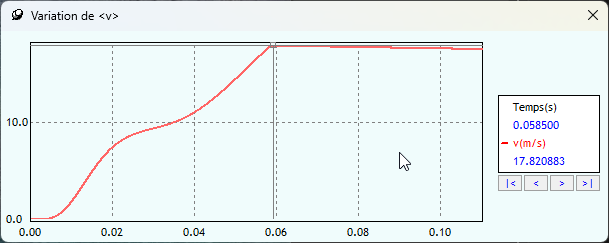 Variation de <v>
10.0
0.0
0.00 0.02 0.04 0.06 0.08 0.10
Temps(s)
0.058500
v(m/s)
17.820883
|< < > >|